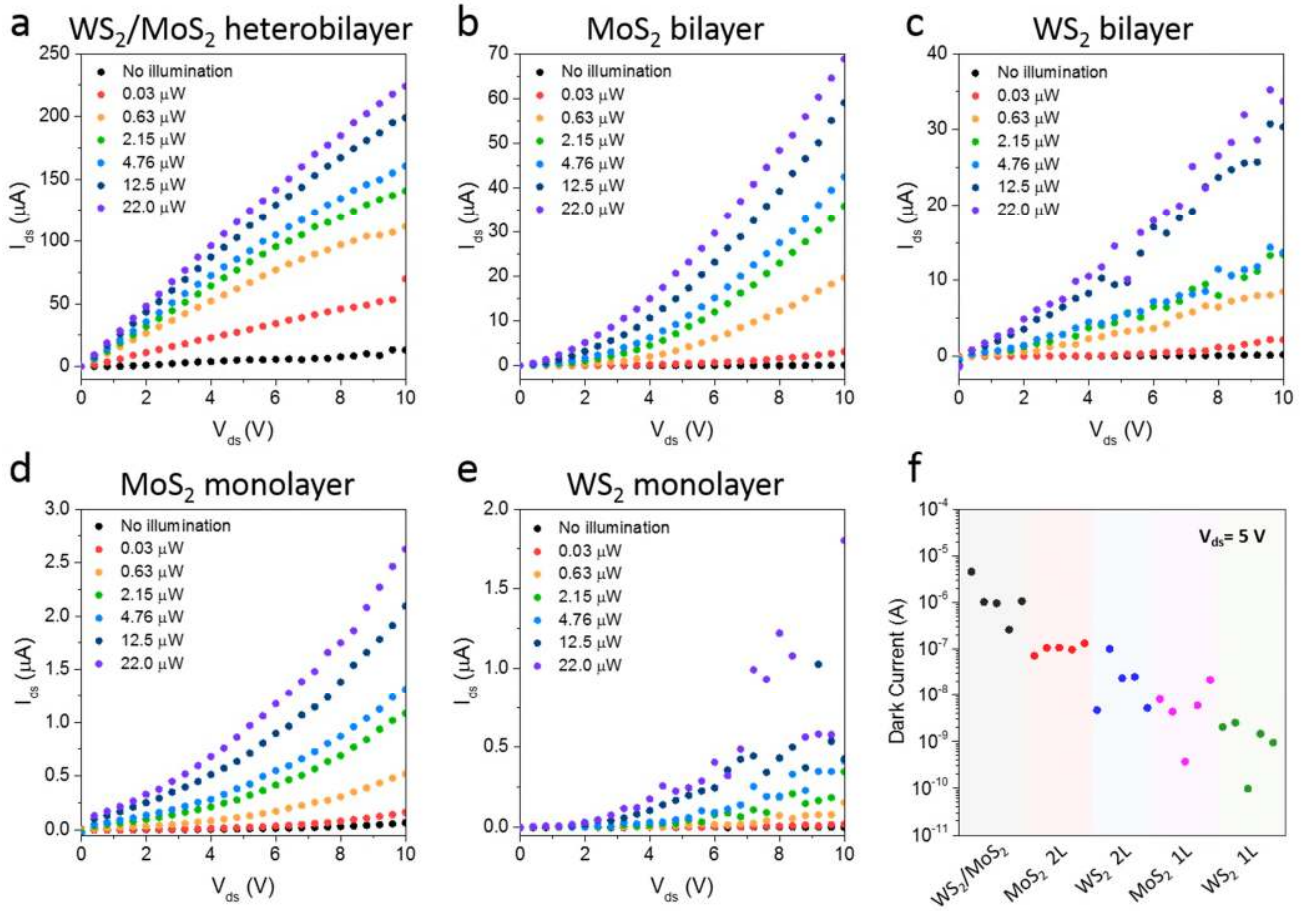 a WS₂/MoS₂ heterobilayer
250
200
150
100
50
0
I_ds (μA)
No illumination
0.03 μW
0.63 μW
2.15 μW
4.76 μW
12.5 μW
22.0 μW
0 2 4 6 8 10
V_ds (V)
b MoS₂ bilayer
70
60
50
40
30
20
10
0
I_ds (μA)
No illumination
0.03 μW
0.63 μW
2.15 μW
4.76 μW
12.5 μW
22.0 μW
0 2 4 6 8 10
V_ds (V)
c WS₂ bilayer
40
30
20
10
0
I_ds (μA)
No illumination
0.03 μW
0.63 μW
2.15 μW
4.76 μW
12.5 μW
22.0 μW
0 2 4 6 8 10
V_ds (V)
d MoS₂ monolayer
3.0
2.5
2.0
1.5
1.0
0.5
0.0
I_ds (μA)
No illumination
0.03 μW
0.63 μW
2.15 μW
4.76 μW
12.5 μW
22.0 μW
0 2 4 6 8 10
V_ds (V)
e WS₂ monolayer
2.0
1.5
1.0
0.5
0.0
I_ds (μA)
No illumination
0.03 μW
0.63 μW
2.15 μW
4.76 μW
12.5 μW
22.0 μW
0 2 4 6 8 10
V_ds (V)
f
V_ds= 5 V
10⁻⁴
10⁻⁵
10⁻⁶
10⁻⁷
10⁻⁸
10⁻⁹
10⁻¹⁰
10⁻¹¹
Dark Current (A)
WS₂/MoS₂
MoS₂ 2L
WS₂ 2L
MoS₂ 1L
WS₂ 1L